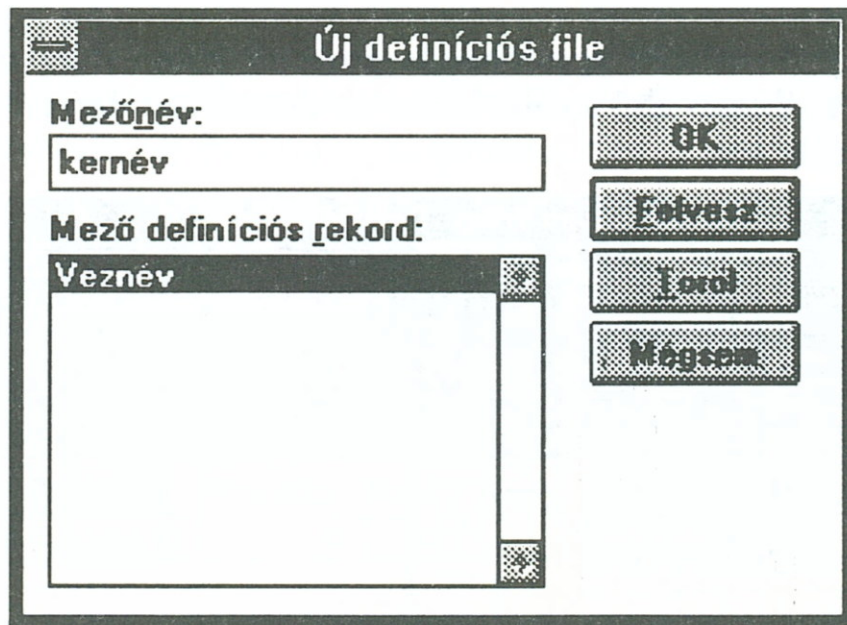 Új definíciós file
Mezőnév:
kernév
Mező definíciós rekord:
Veznév
OK
Felvesz
Töröl
Mégsem